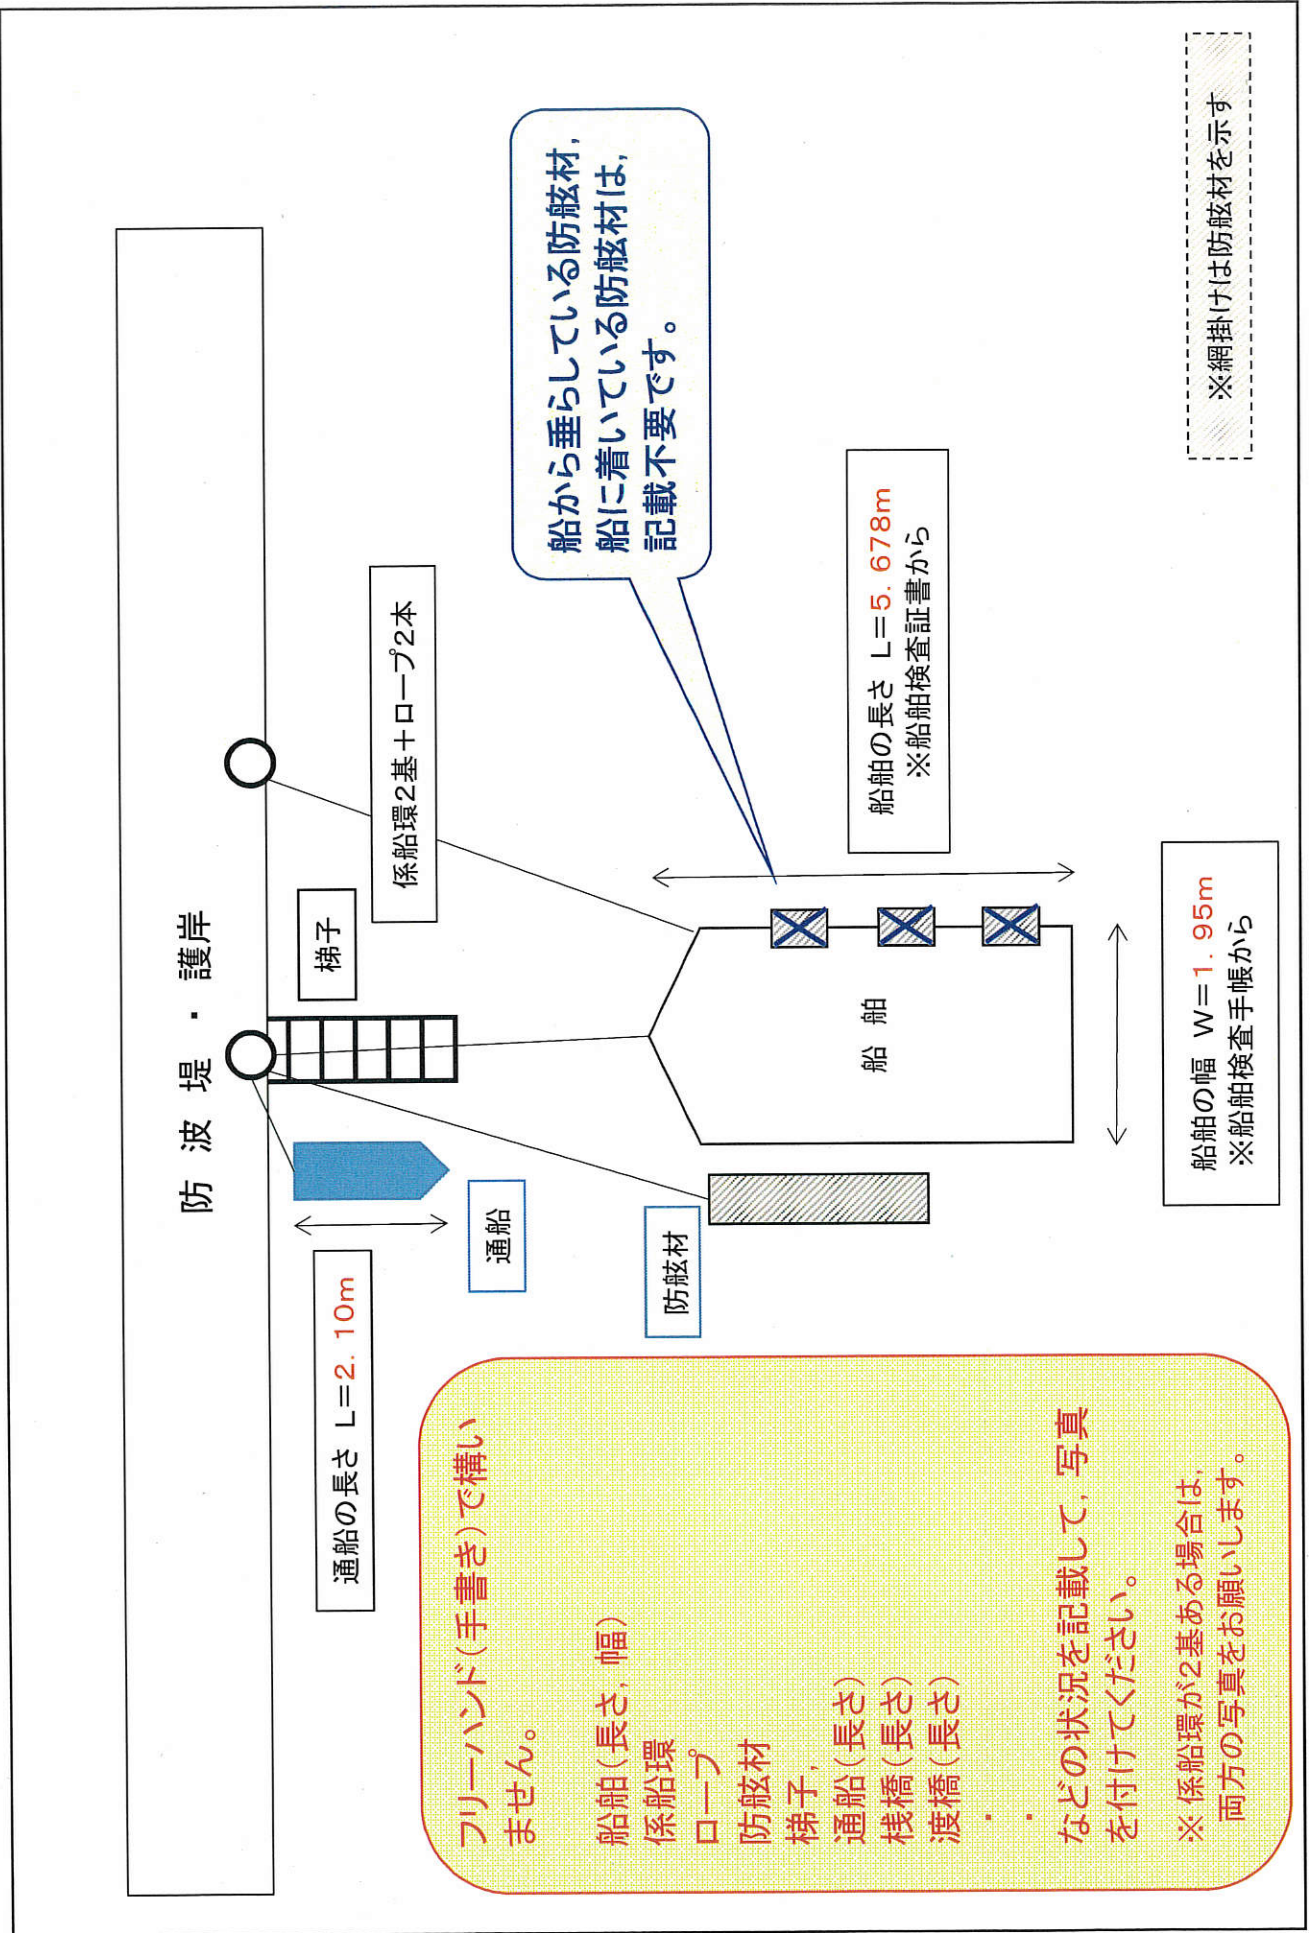 防 波 堤 ・ 護岸
通船の長さ L=2. 10m
梯子
係船環2基＋ロープ2本
通船
防舷材
船 舶
船から垂らしている防舷材,
船に着いている防舷材は,
記載不要です。
船舶の長さ L=5. 678m
※船舶検査証書から
船舶の幅 W=1. 95m
※船舶検査手帳から
※網掛けは防舷材を示す
フリーハンド(手書き)で構い
ません。
船舶(長さ, 幅)
係船環
ロープ
防舷材
梯子,
通船(長さ)
桟橋(長さ)
渡橋(長さ)
・
・
などの状況を記載して, 写真
を付けてください。
※ 係船環が2基ある場合は,
両方の写真をお願いします。